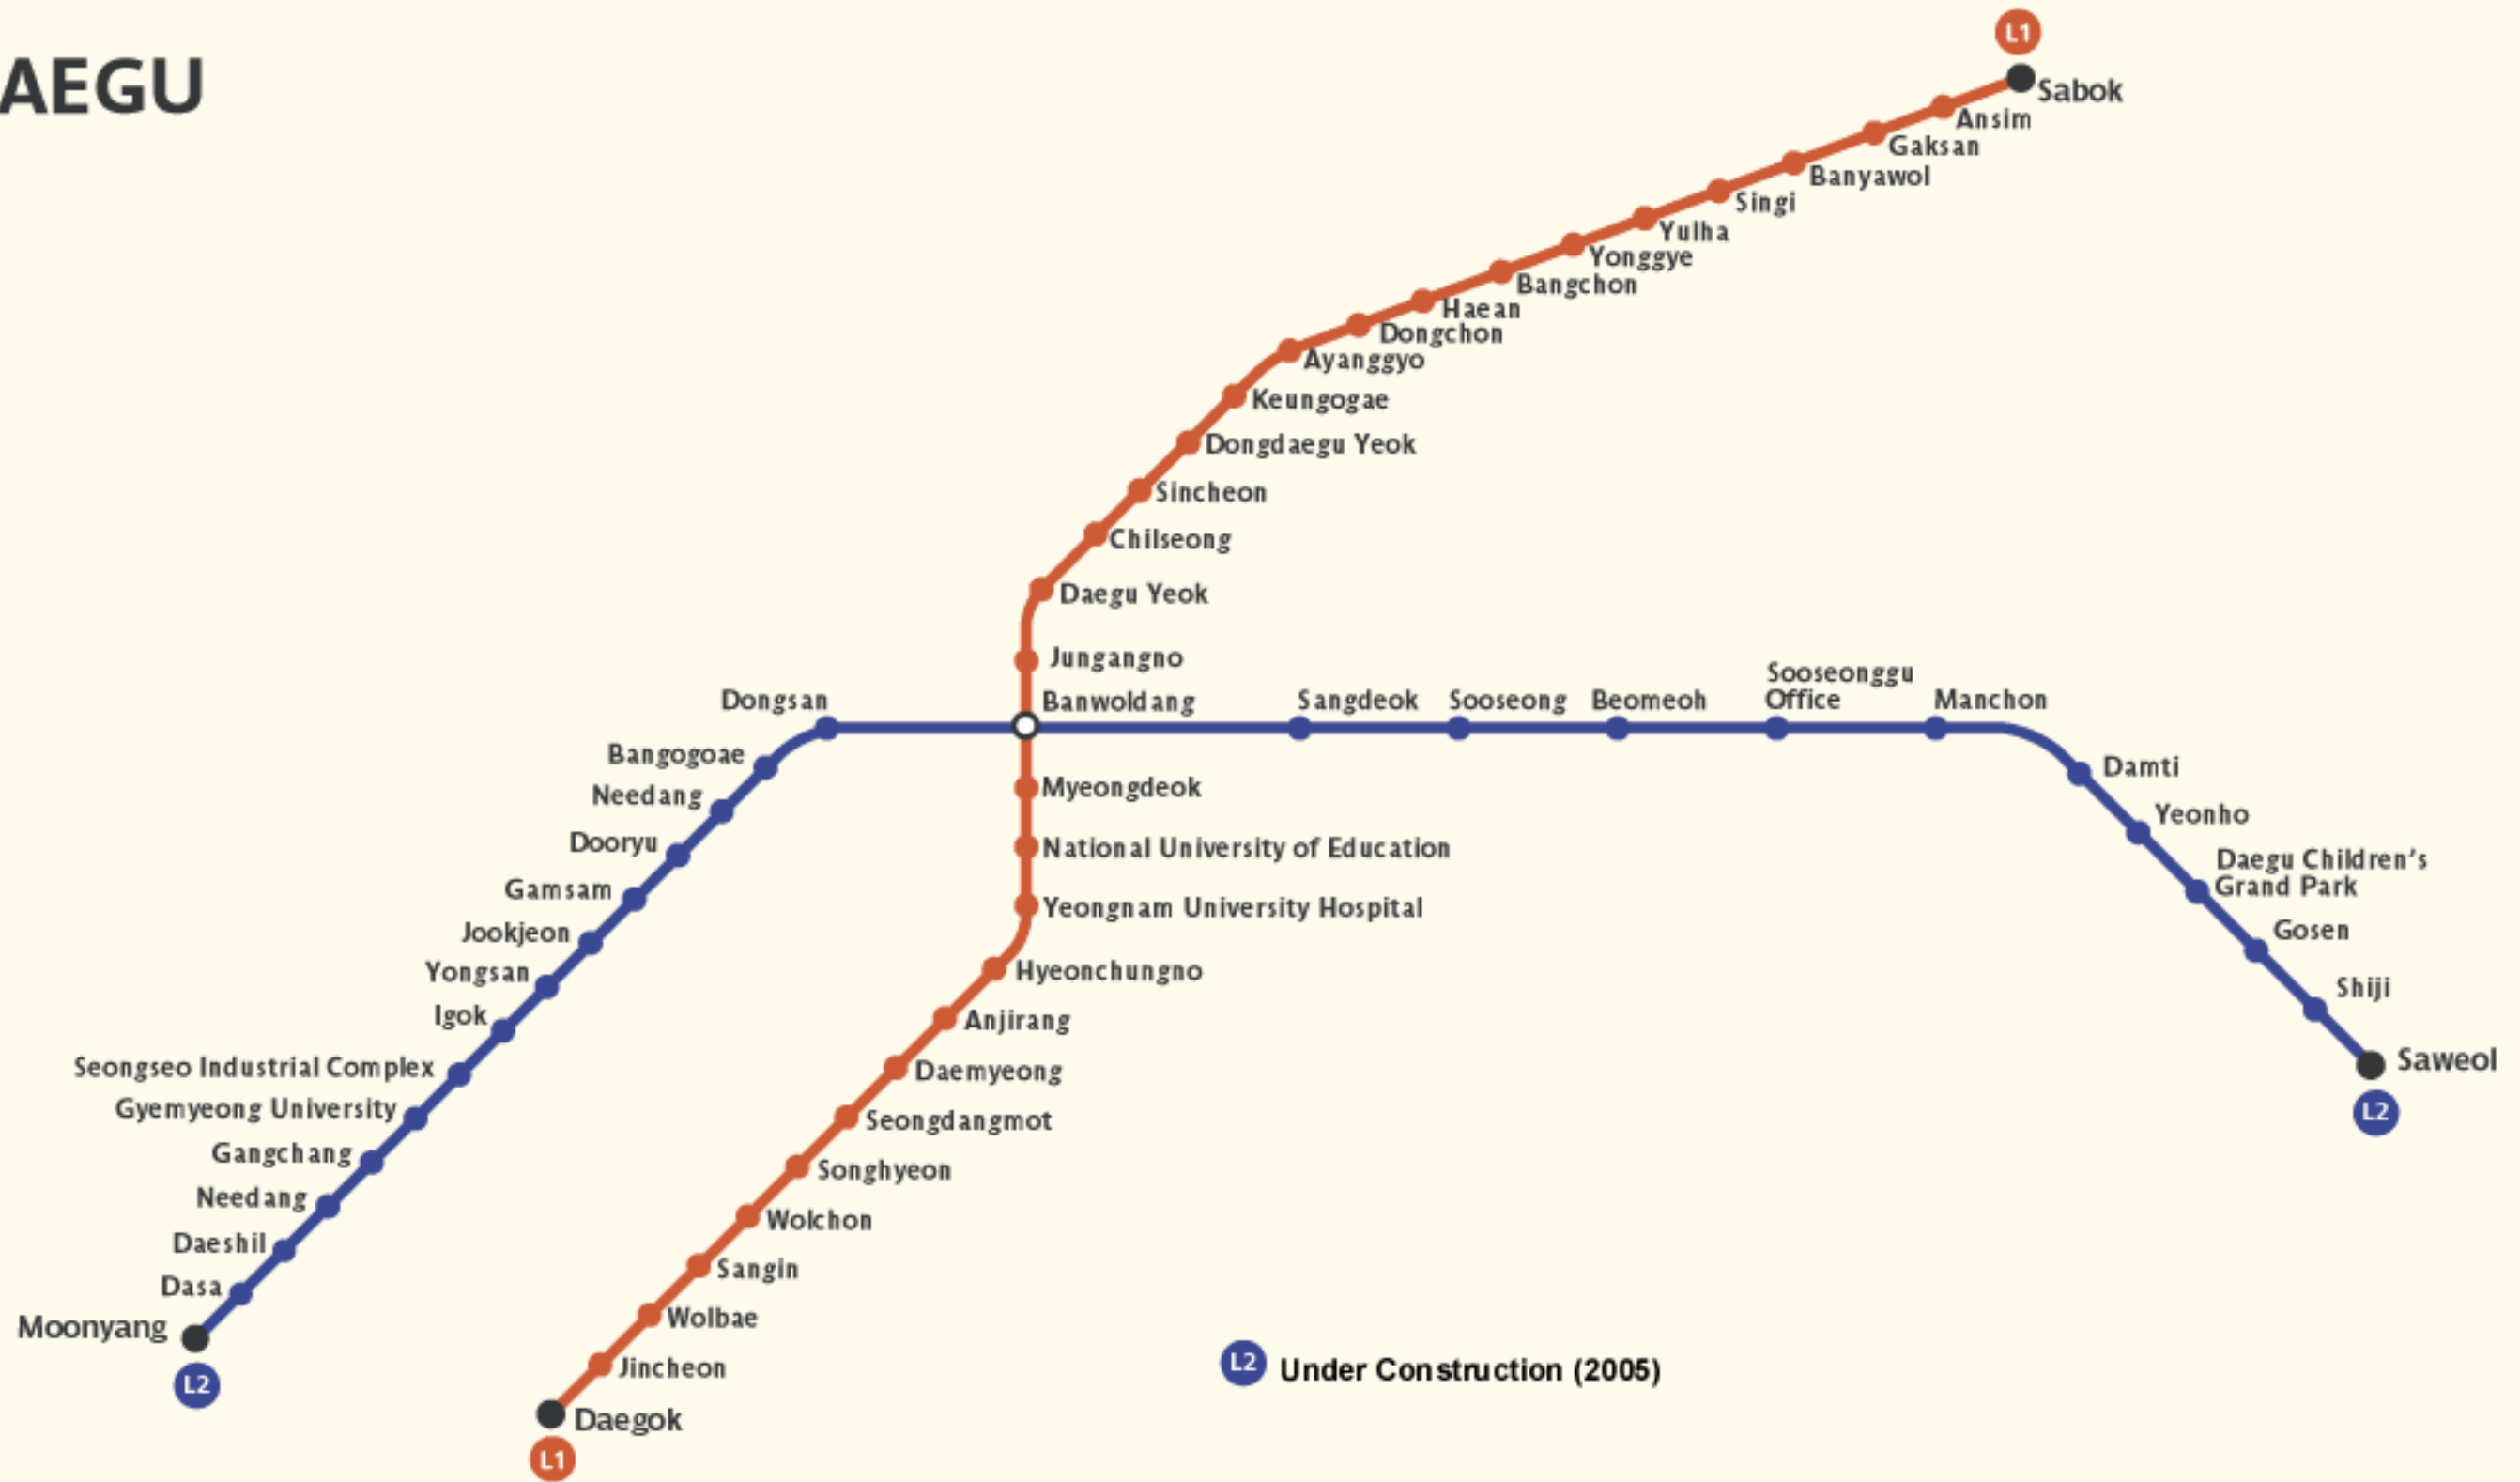 AEGU
L1
Sabok
Ansim
Gaksan
Banyawol
Singi
Yulha
Yonggye
Bangchon
Haean
Dongchon
Ayanggyo
Keungogae
Dongdaegu Yeok
Sincheon
Chilseong
Daegu Yeok
Jungangno
Banwoldang
Myeongdeok
National University of Education
Yeongnam University Hospital
Hyeonchungno
Anjirang
Daemyeong
Seongdangmot
Songhyeon
Wolchon
Sangin
Wolbae
Jincheon
Daegok
L1
Dongsan
Bangogoae
Needang
Dooryu
Gamsam
Jookjeon
Yongsan
Igok
Seongseo Industrial Complex
Gyemyeong University
Gangchang
Needang
Daeshil
Dasa
Moonyang
L2
Sangdeok
Sooseong
Beomeoh
Sooseonggu
Office
Manchon
Damti
Yeonho
Daegu Children’s
Grand Park
Gosen
Shiji
Saweol
L2
L2 Under Construction (2005)